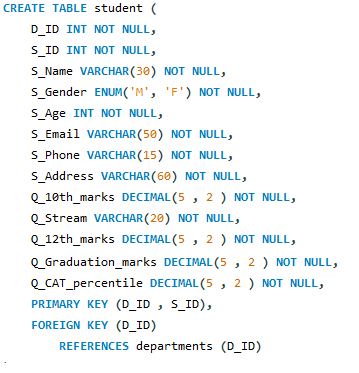 CREATE TABLE student (
D_ID INT NOT NULL,
S_ID INT NOT NULL,
S_Name VARCHAR(30) NOT NULL,
S_Gender ENUM('M', 'F') NOT NULL,
S_Age INT NOT NULL,
S_Email VARCHAR(50) NOT NULL,
S_Phone VARCHAR(15) NOT NULL,
S_Address VARCHAR(60) NOT NULL,
Q_10th_marks DECIMAL(5 , 2 ) NOT NULL,
Q_Stream VARCHAR(20) NOT NULL,
Q_12th_marks DECIMAL(5 , 2 ) NOT NULL,
Q_Graduation_marks DECIMAL(5 , 2 ) NOT NULL,
Q_CAT_percentile DECIMAL(5 , 2 ) NOT NULL,
PRIMARY KEY (D_ID , S_ID),
FOREIGN KEY (D_ID)
REFERENCES departments (D_ID)